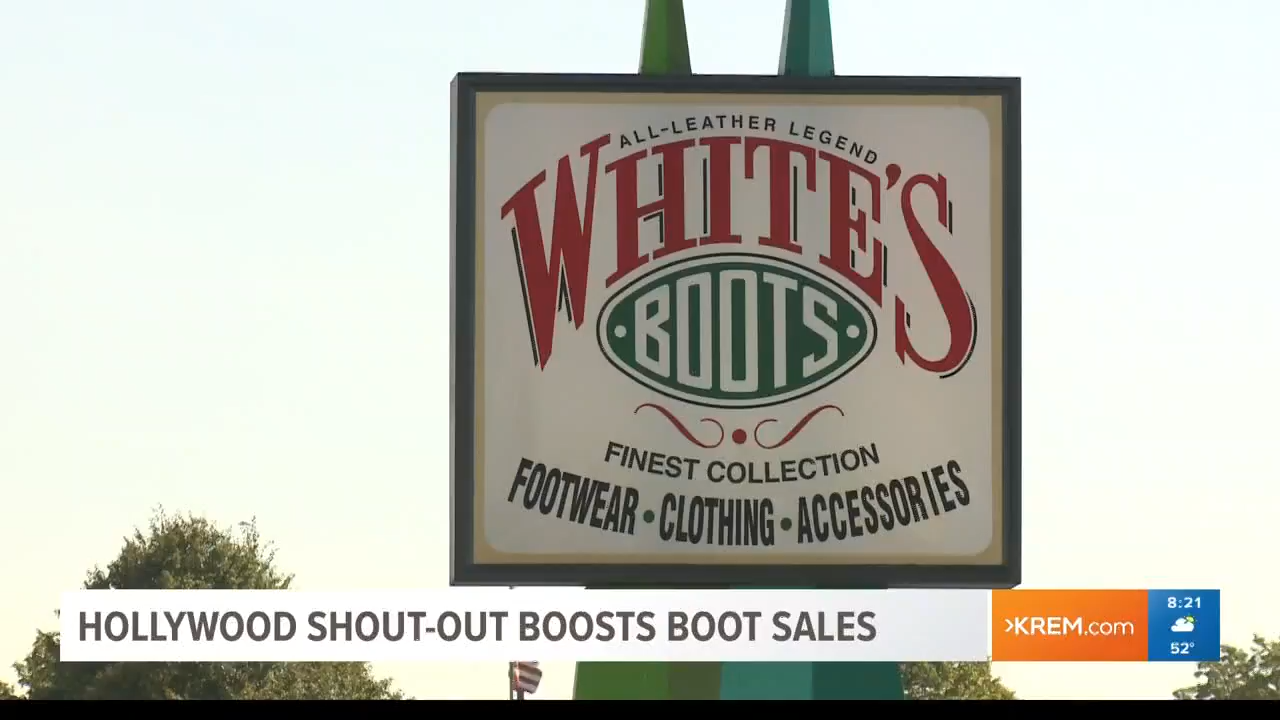 ALL-LEATHER LEGEND
WHITE'S
BOOTS
FINEST COLLECTION
FOOTWEAR • CLOTHING • ACCESSORIES
HOLLYWOOD SHOUT-OUT BOOSTS BOOT SALES
KREM.com
8:21
52°